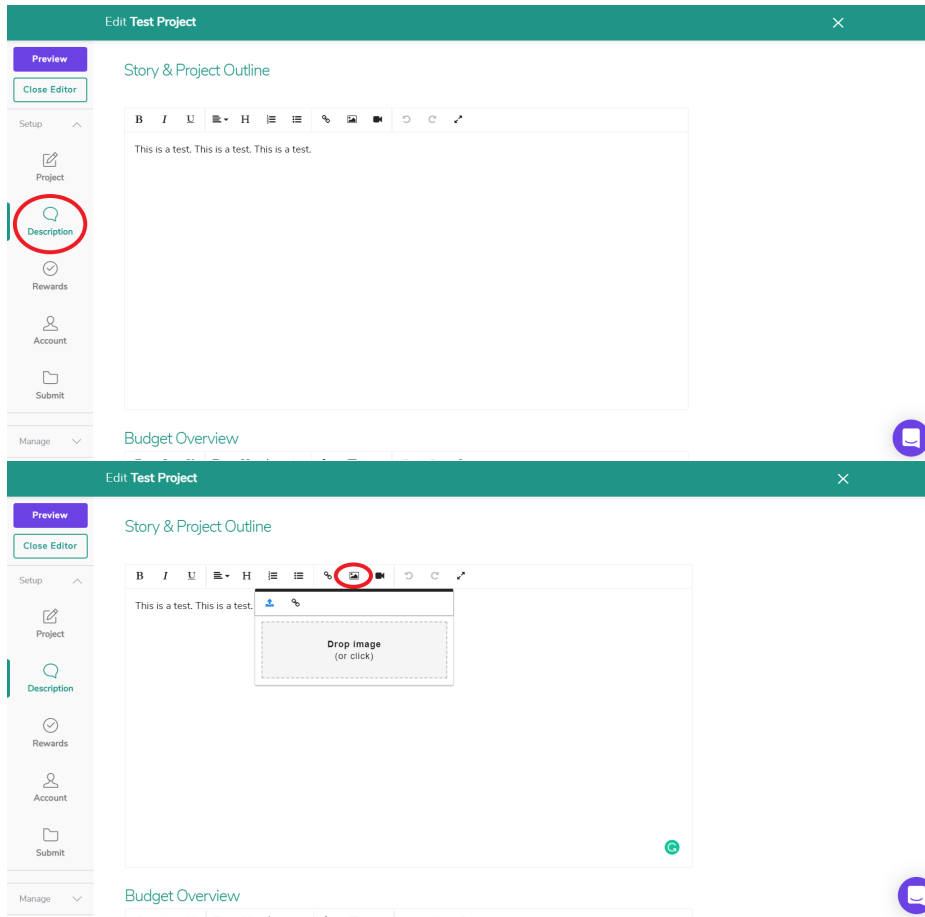 Edit Test Project
Preview
Close Editor
Setup
Project
Description
Rewards
Account
Submit
Manage
Story & Project Outline
B I U H
This is a test. This is a test. This is a test.
Budget Overview
Edit Test Project
Preview
Close Editor
Setup
Project
Description
Rewards
Account
Submit
Manage
Story & Project Outline
B I U H
This is a test. This is a test.
Drop image
(or click)
Budget Overview